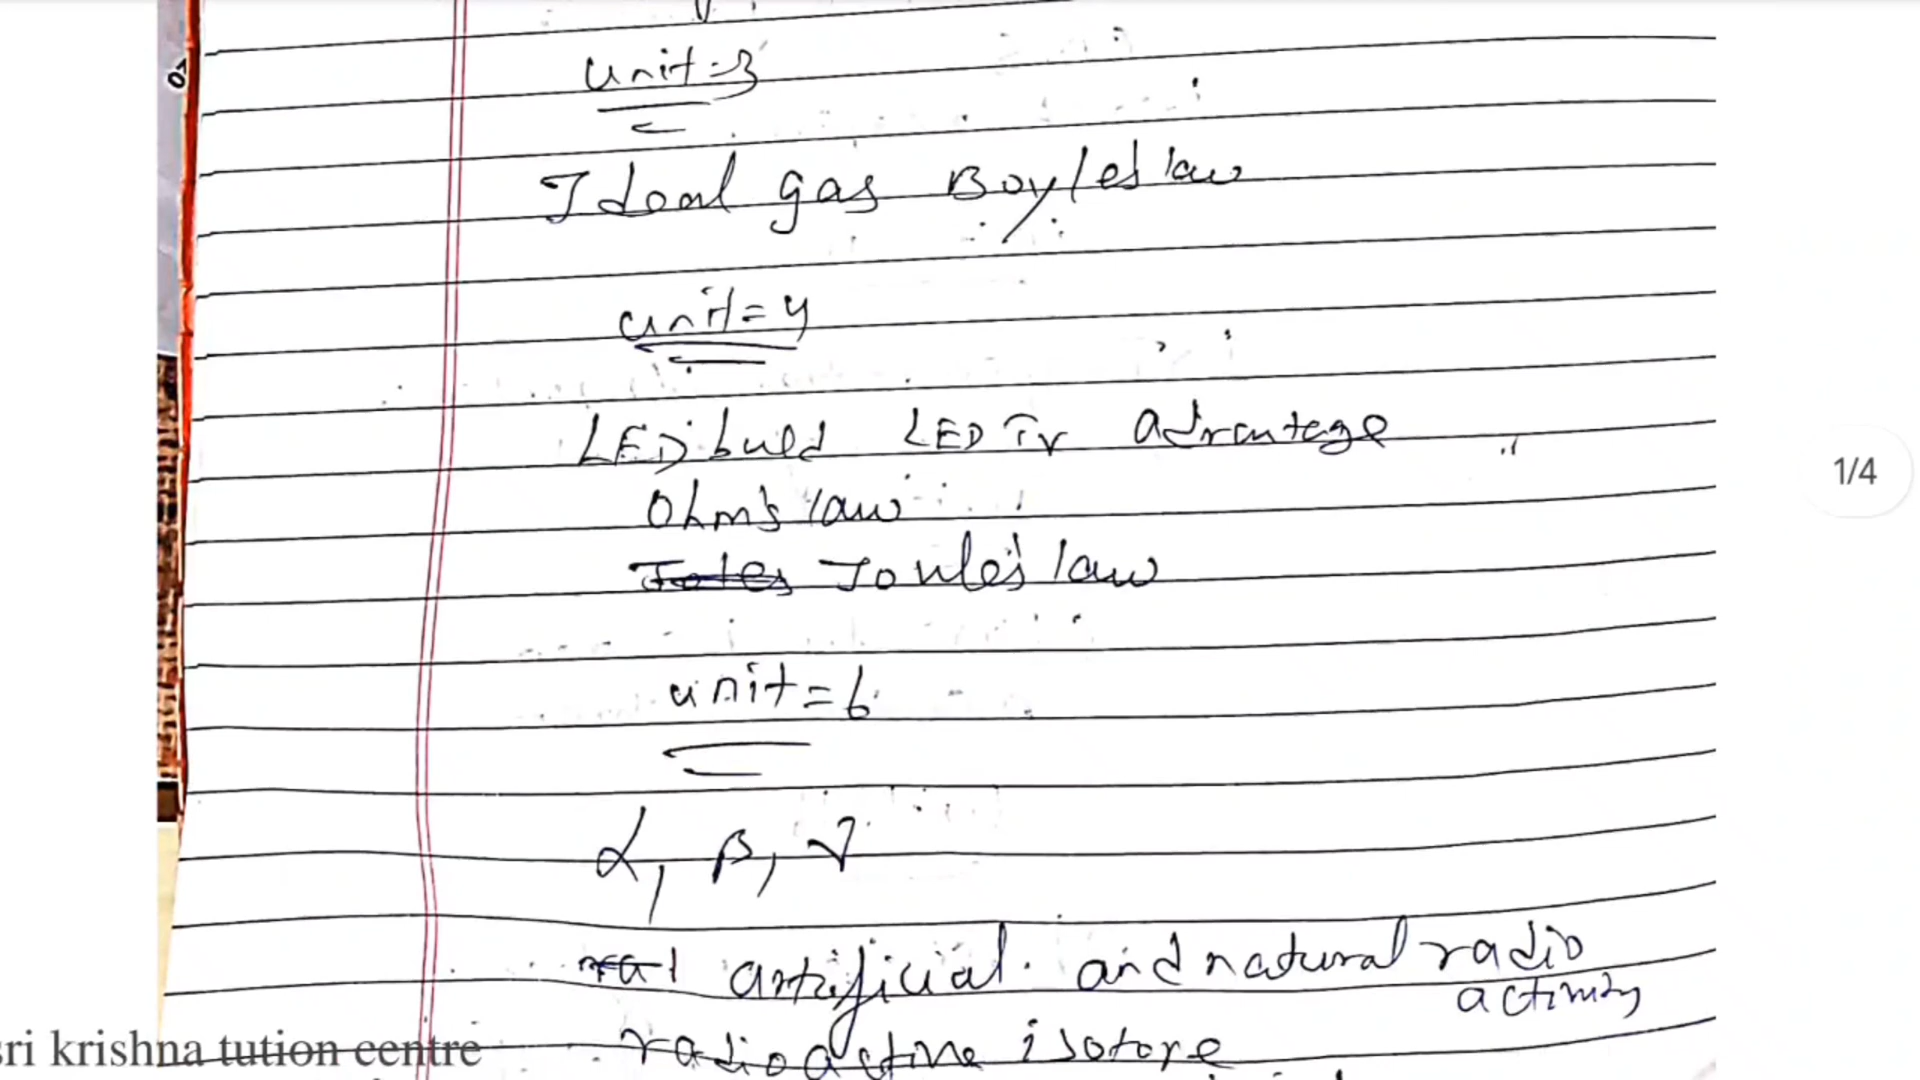 unit=3
Ideal gas Boyle's law
unit=4
LED bulb LED TV advantage
Ohm's law
Joules Joule's law
unit=6
α, β, γ
artificial. and natural radio
activity
radioactive isotope
sri krishna tution centre
1/4